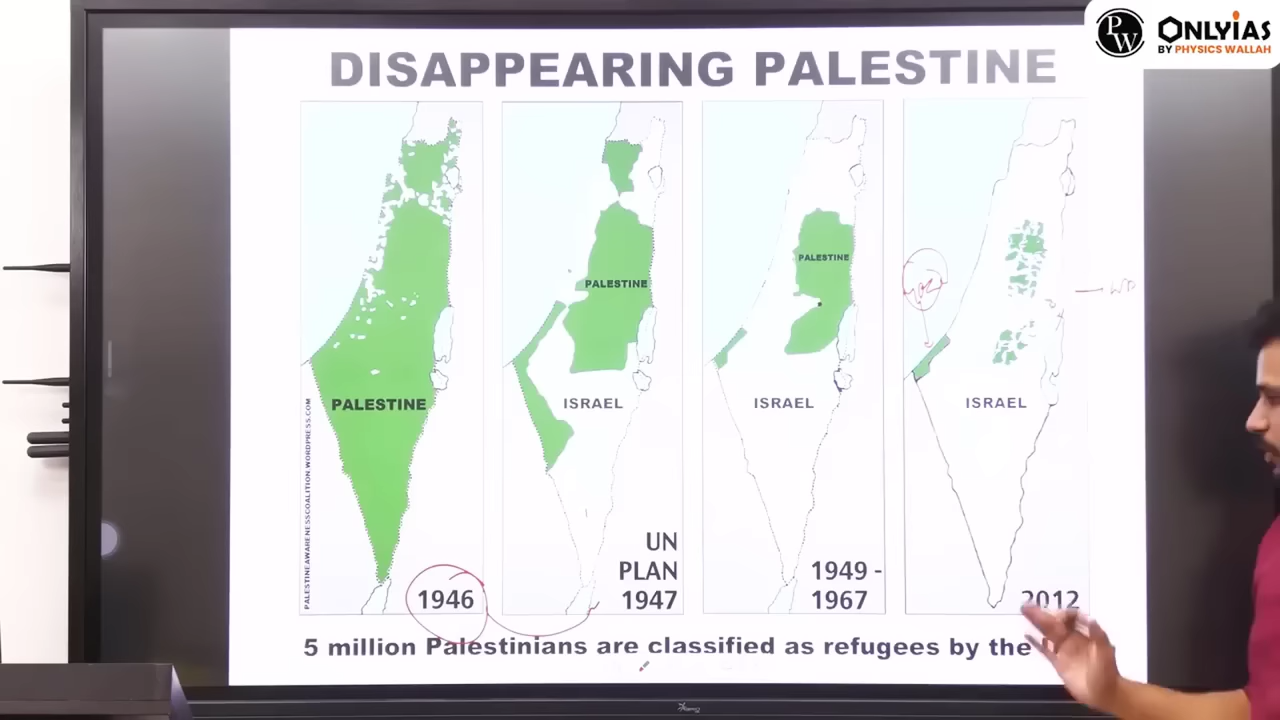 PW
ONLYIAS
BY PHYSICS WALLAH
DISAPPEARING PALESTINE
PALESTINE
1946
PALESTINEAWARENESSCOALITION.WORDPRESS.COM
PALESTINE
ISRAEL
UN
PLAN
1947
PALESTINE
ISRAEL
1949 -
1967
ISRAEL
2012
5 million Palestinians are classified as refugees by the